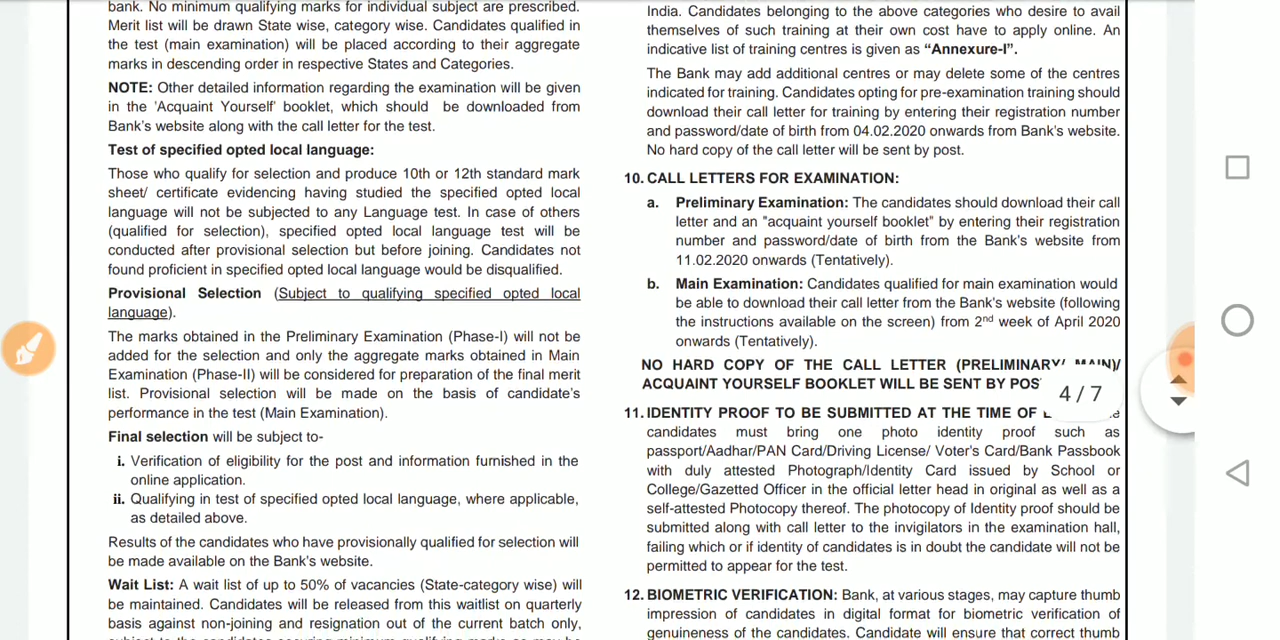 bank. No minimum qualifying marks for individual subject are prescribed.
Merit list will be drawn State wise, category wise. Candidates qualified in
the test (main examination) will be placed according to their aggregate
marks in descending order in respective States and Categories.
NOTE: Other detailed information regarding the examination will be given
in the 'Acquaint Yourself' booklet, which should be downloaded from
Bank's website along with the call letter for the test.
Test of specified opted local language:
Those who qualify for selection and produce 10th or 12th standard mark
sheet/ certificate evidencing having studied the specified opted local
language will not be subjected to any Language test. In case of others
(qualified for selection), specified opted local language test will be
conducted after provisional selection but before joining. Candidates not
found proficient in specified opted local language would be disqualified.
Provisional Selection (Subject to qualifying specified opted local
language).
The marks obtained in the Preliminary Examination (Phase-I) will not be
added for the selection and only the aggregate marks obtained in Main
Examination (Phase-II) will be considered for preparation of the final merit
list. Provisional selection will be made on the basis of candidate's
performance in the test (Main Examination).
Final selection will be subject to-
i. Verification of eligibility for the post and information furnished in the
online application.
ii. Qualifying in test of specified opted local language, where applicable,
as detailed above.
Results of the candidates who have provisionally qualified for selection will
be made available on the Bank's website.
Wait List: A wait list of up to 50% of vacancies (State-category wise) will
be maintained. Candidates will be released from this waitlist on quarterly
basis against non-joining and resignation out of the current batch only,
India. Candidates belonging to the above categories who desire to avail
themselves of such training at their own cost have to apply online. An
indicative list of training centres is given as “Annexure-I”.
The Bank may add additional centres or may delete some of the centres
indicated for training. Candidates opting for pre-examination training should
download their call letter for training by entering their registration number
and password/date of birth from 04.02.2020 onwards from Bank's website.
No hard copy of the call letter will be sent by post.
10. CALL LETTERS FOR EXAMINATION:
a. Preliminary Examination: The candidates should download their call
letter and an "acquaint yourself booklet" by entering their registration
number and password/date of birth from the Bank's website from
11.02.2020 onwards (Tentatively).
b. Main Examination: Candidates qualified for main examination would
be able to download their call letter from the Bank's website (following
the instructions available on the screen) from 2nd week of April 2020
onwards (Tentatively).
NO HARD COPY OF THE CALL LETTER (PRELIMINARY/ MAIN)/
ACQUAINT YOURSELF BOOKLET WILL BE SENT BY POS
4 / 7
11. IDENTITY PROOF TO BE SUBMITTED AT THE TIME OF
candidates must bring one photo identity proof such as
passport/Aadhar/PAN Card/Driving License/ Voter's Card/Bank Passbook
with duly attested Photograph/Identity Card issued by School or
College/Gazetted Officer in the official letter head in original as well as a
self-attested Photocopy thereof. The photocopy of Identity proof should be
submitted along with call letter to the invigilators in the examination hall,
failing which or if identity of candidates is in doubt the candidate will not be
permitted to appear for the test.
12. BIOMETRIC VERIFICATION: Bank, at various stages, may capture thumb
impression of candidates in digital format for biometric verification of
genuineness of the candidates. Candidate will ensure that correct thumb